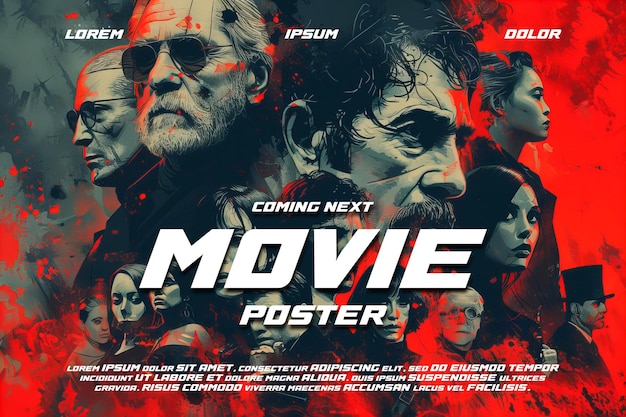 LOREM IPSUM DOLOR
COMING NEXT
MOVIE
POSTER
LOREM IPSUM DOLOR SIT AMET, CONSECTETUR ADIPISCING ELIT, SED DO EIUSMOD TEMPOR
INCIDIDUNT UT LABORE ET DOLORE MAGNA ALIQUA. QUIS IPSUM SUSPENDISSE ULTRICES
GRAVIDA. RISUS COMMODO VIVERRA MAECENAS ACCUMSAN LACUS VEL FACILISIS.